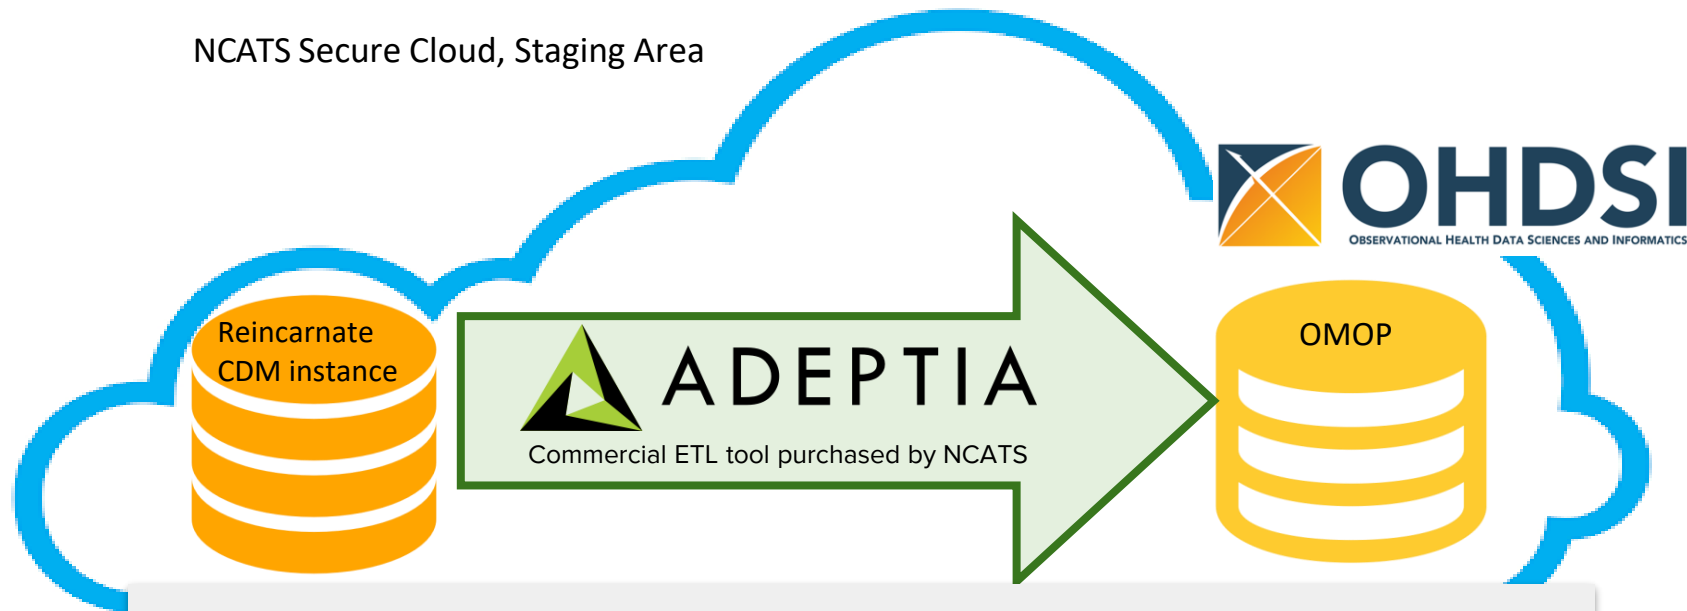 NCATS Secure Cloud, Staging Area
OHDSI
OBSERVATIONAL HEALTH DATA SCIENCES AND INFORMATICS
Reincarnate
CDM instance
ADEPTIA
Commercial ETL tool purchased by NCATS
OMOP